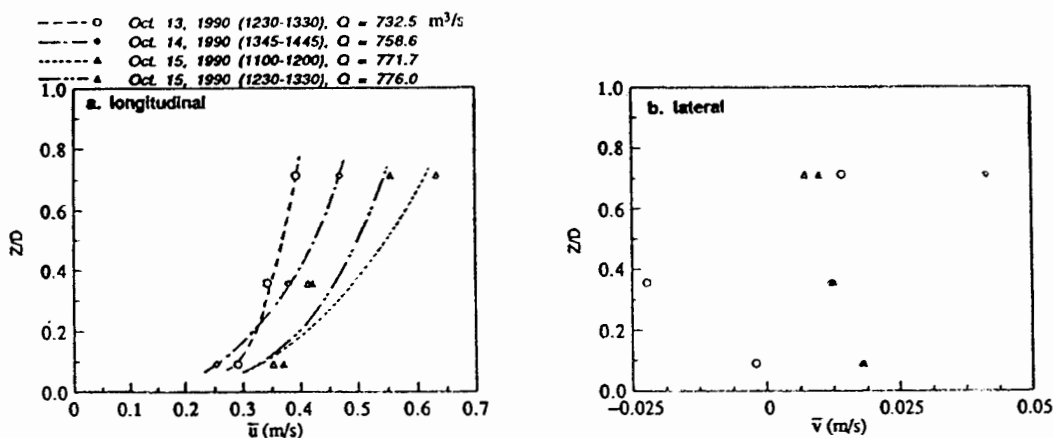 Oct. 13, 1990 (1230-1330), Q = 732.5 m³/s
Oct. 14, 1990 (1345-1445), Q = 758.6
Oct. 15, 1990 (1100-1200), Q = 771.7
Oct. 15, 1990 (1230-1330), Q = 776.0
a. longitudinal
1.0
0.8
0.6
0.4
0.2
0.0
Z/D
0 0.2 0.3 0.4 0.5 0.6 0.7
u̅ (m/s)
b. lateral
1.0
0.8
0.6
0.4
0.2
0.0
Z/D
-0.025 0 0.025 0.05
v̅ (m/s)